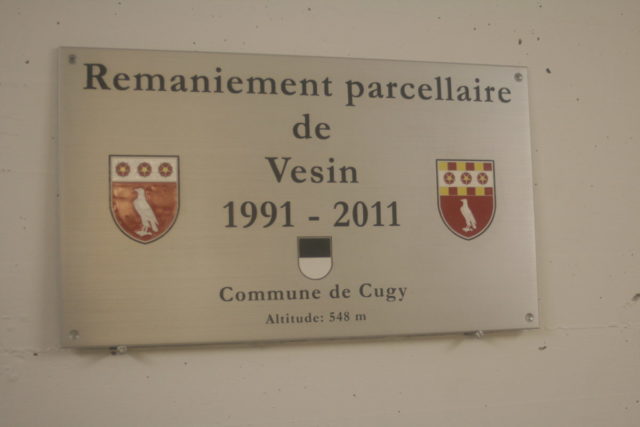 Remaniement parcellaire
de
Vesin
1991 - 2011
Commune de Cugy
Altitude: 548 m